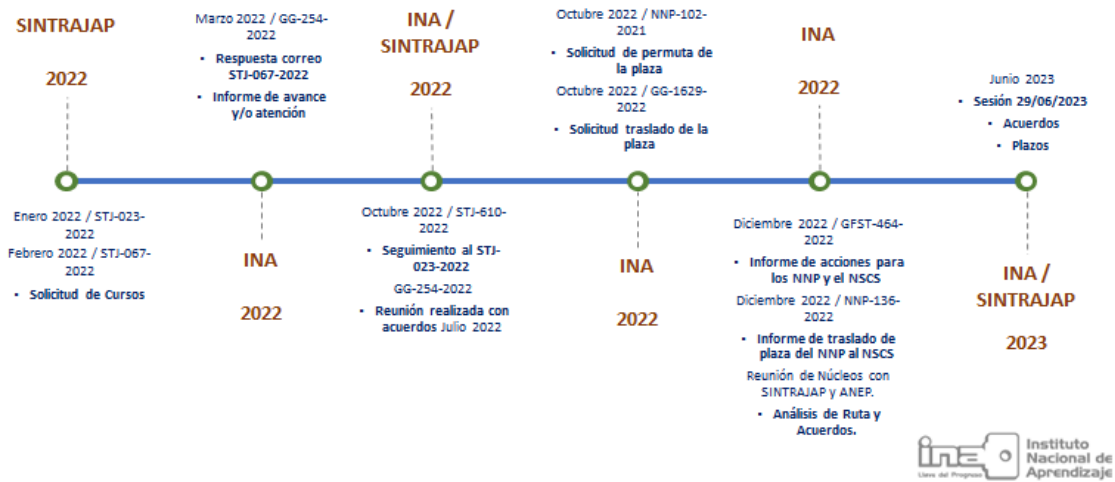 SINTRAJAP
2022
Enero 2022 / STJ-023-
2022
Febrero 2022 / STJ-067-
2022
• Solicitud de Cursos
Marzo 2022 / GG-254-
2022
• Respuesta correo
STJ-067-2022
• Informe de avance
y/o atención
INA
2022
INA /
SINTRAJAP
2022
Octubre 2022 / STJ-610-
2022
• Seguimiento al STJ-
023-2022
GG-254-2022
• Reunión realizada con
acuerdos Julio 2022
Octubre 2022 / NNP-102-
2021
• Solicitud de permuta de
la plaza
Octubre 2022 / GG-1629-
2022
• Solicitud traslado de la
plaza
INA
2022
INA
2022
Diciembre 2022 / GFST-464-
2022
• Informe de acciones para
los NNP y el NSCS
Diciembre 2022 / NNP-136-
2022
• Informe de traslado de
plaza del NNP al NSCS
Reunión de Núcleos con
SINTRAJAP y ANEP.
• Análisis de Ruta y
Acuerdos.
Junio 2023
• Sesión 29/06/2023
• Acuerdos
• Plazos
INA /
SINTRAJAP
2023
ina
Llave del Progreso
Instituto
Nacional de
Aprendizaje